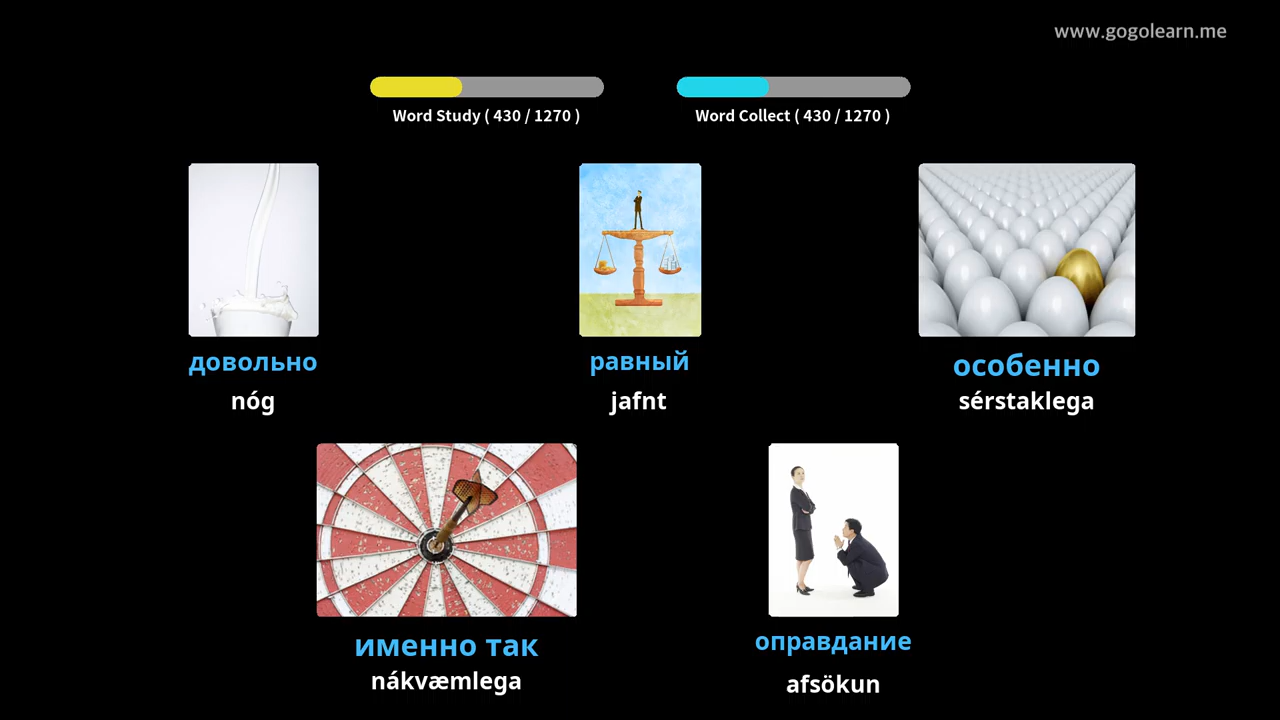 www.gogolearn.me
Word Study ( 430 / 1270 )
Word Collect ( 430 / 1270 )
довольно
nóg
равный
jafnt
особенно
sérstaklega
именно так
nákvæmlega
оправдание
afsökun